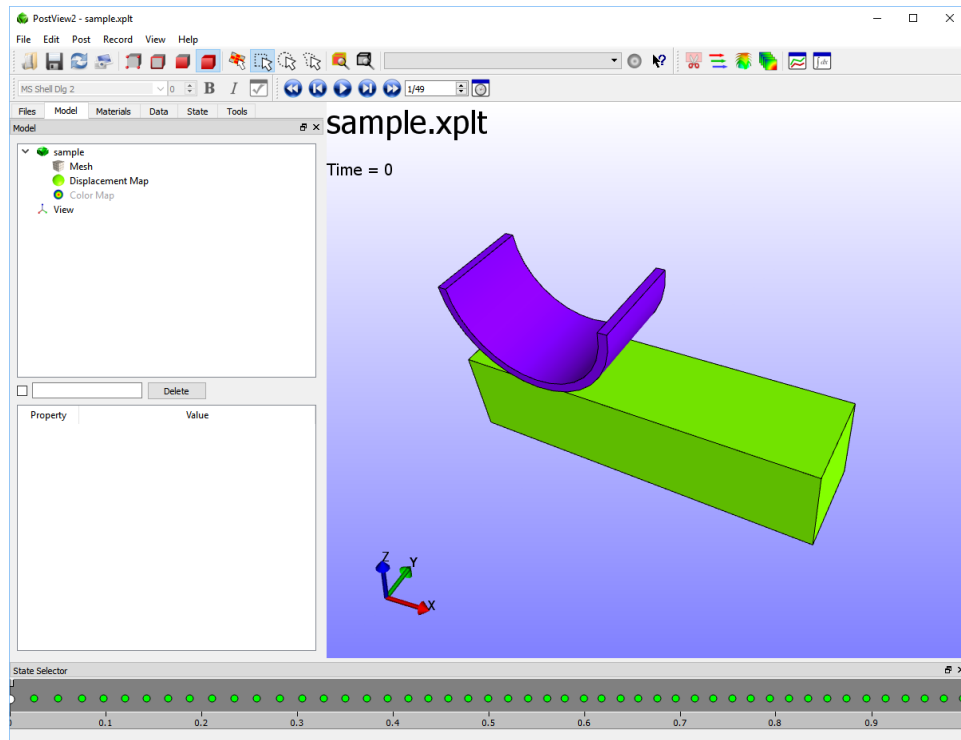 PostView2 - sample.xplt
File Edit Post Record View Help
MS Shell Dlg 2 0 B I 1/49
Files Model Materials Data State Tools
Model
sample
Mesh
Displacement Map
Color Map
View
Delete
Property Value
sample.xplt
Time = 0
Z
Y
X
State Selector
0.1 0.2 0.3 0.4 0.5 0.6 0.7 0.8 0.9